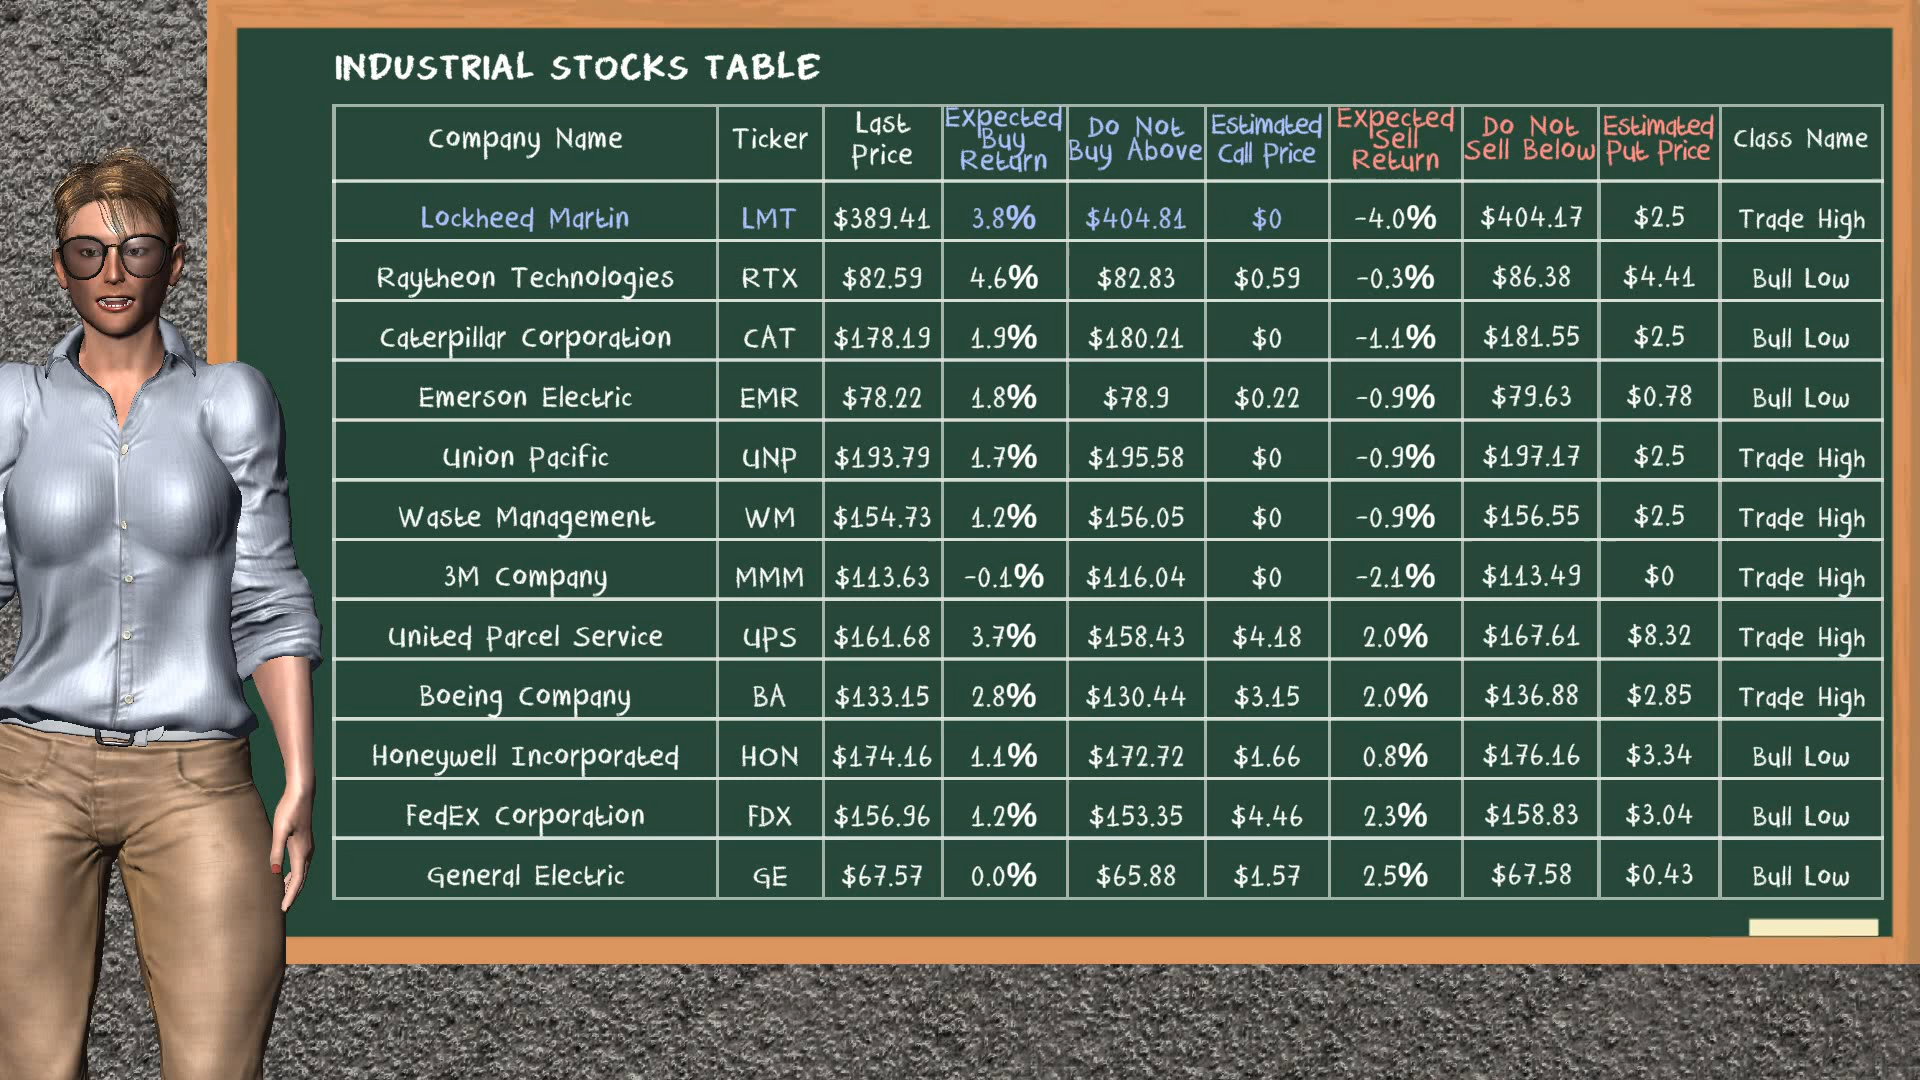 INDUSTRIAL STOCKS TABLE
Company Name Ticker Last Price Expected Buy Return Do Not Buy Above Estimated Call Price Expected Sell Return Do Not Sell Below Estimated Put Price Class Name
Lockheed Martin LMT $389.41 3.8% $404.81 $0 -4.0% $404.17 $2.5 Trade High
Raytheon Technologies RTX $82.59 4.6% $82.83 $0.59 -0.3% $86.38 $4.41 Bull Low
Caterpillar Corporation CAT $178.19 1.9% $180.21 $0 -1.1% $181.55 $2.5 Bull Low
Emerson Electric EMR $78.22 1.8% $78.9 $0.22 -0.9% $79.63 $0.78 Bull Low
Union Pacific UNP $193.79 1.7% $195.58 $0 -0.9% $197.17 $2.5 Trade High
Waste Management WM $154.73 1.2% $156.05 $0 -0.9% $156.55 $2.5 Trade High
3M Company MMM $113.63 -0.1% $116.04 $0 -2.1% $113.49 $0 Trade High
United Parcel Service UPS $161.68 3.7% $158.43 $4.18 2.0% $167.61 $8.32 Trade High
Boeing Company BA $133.15 2.8% $130.44 $3.15 2.0% $136.88 $2.85 Trade High
Honeywell Incorporated HON $174.16 1.1% $172.72 $1.66 0.8% $176.16 $3.34 Bull Low
FedEx Corporation FDX $156.96 1.2% $153.35 $4.46 2.3% $158.83 $3.04 Bull Low
General Electric GE $67.57 0.0% $65.88 $1.57 2.5% $67.58 $0.43 Bull Low